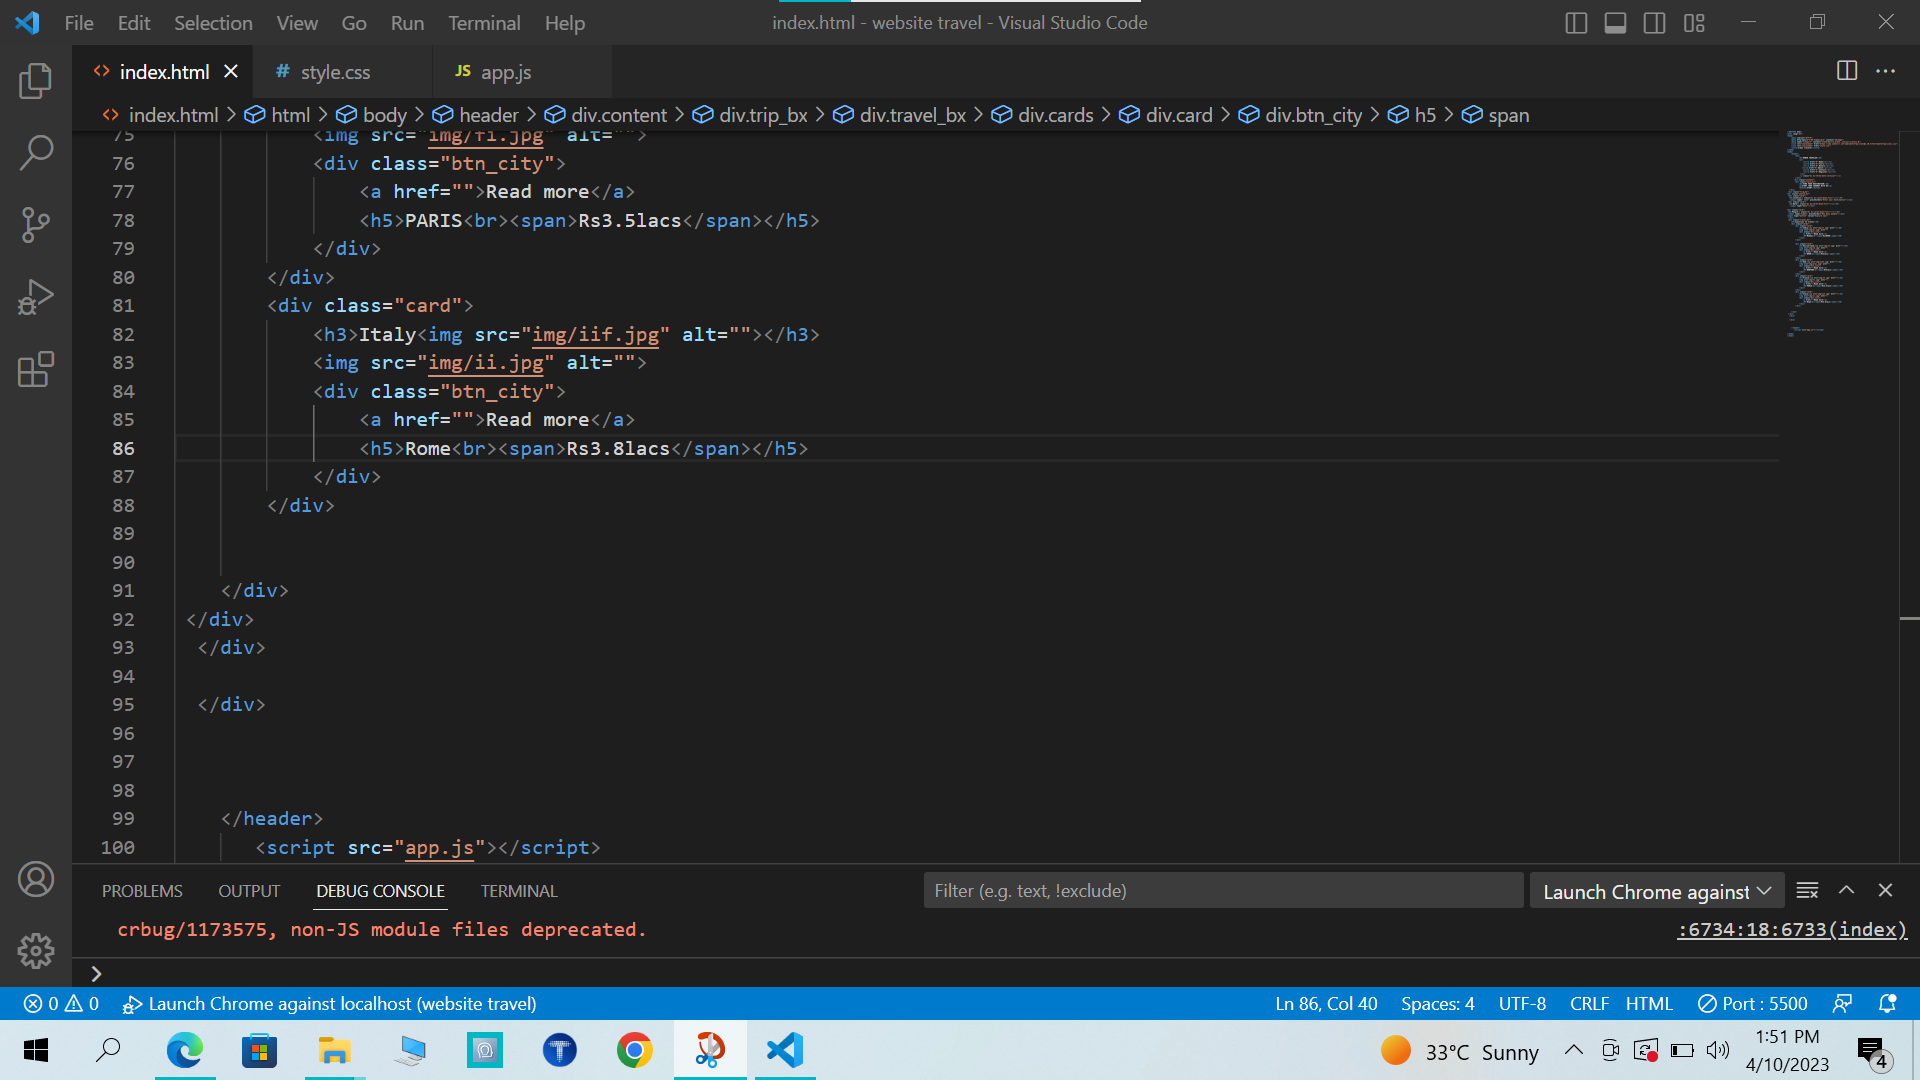 File Edit Selection View Go Run Terminal Help index.html - website travel - Visual Studio Code
index.html style.css JS app.js
index.html > html > body > header > div.content > div.trip_bx > div.travel_bx > div.cards > div.card > div.btn_city > h5 > span
75 <img src="img/fi.jpg" alt="">
76 <div class="btn_city">
77 <a href="">Read more</a>
78 <h5>PARIS<br><span>Rs3.5lacs</span></h5>
79 </div>
80 </div>
81 <div class="card">
82 <h3>Italy<img src="img/iif.jpg" alt=""></h3>
83 <img src="img/ii.jpg" alt="">
84 <div class="btn_city">
85 <a href="">Read more</a>
86 <h5>Rome<br><span>Rs3.8lacs</span></h5>
87 </div>
88 </div>
89
90
91 </div>
92 </div>
93 </div>
94
95 </div>
96
97
98
99 </header>
100 <script src="app.js"></script>
PROBLEMS OUTPUT DEBUG CONSOLE TERMINAL Filter (e.g. text, !exclude) Launch Chrome against
crbug/1173575, non-JS module files deprecated. :6734:18:6733(index)
0 0 Launch Chrome against localhost (website travel) Ln 86, Col 40 Spaces: 4 UTF-8 CRLF HTML Port : 5500
33°C Sunny 1:51 PM
4/10/2023 4